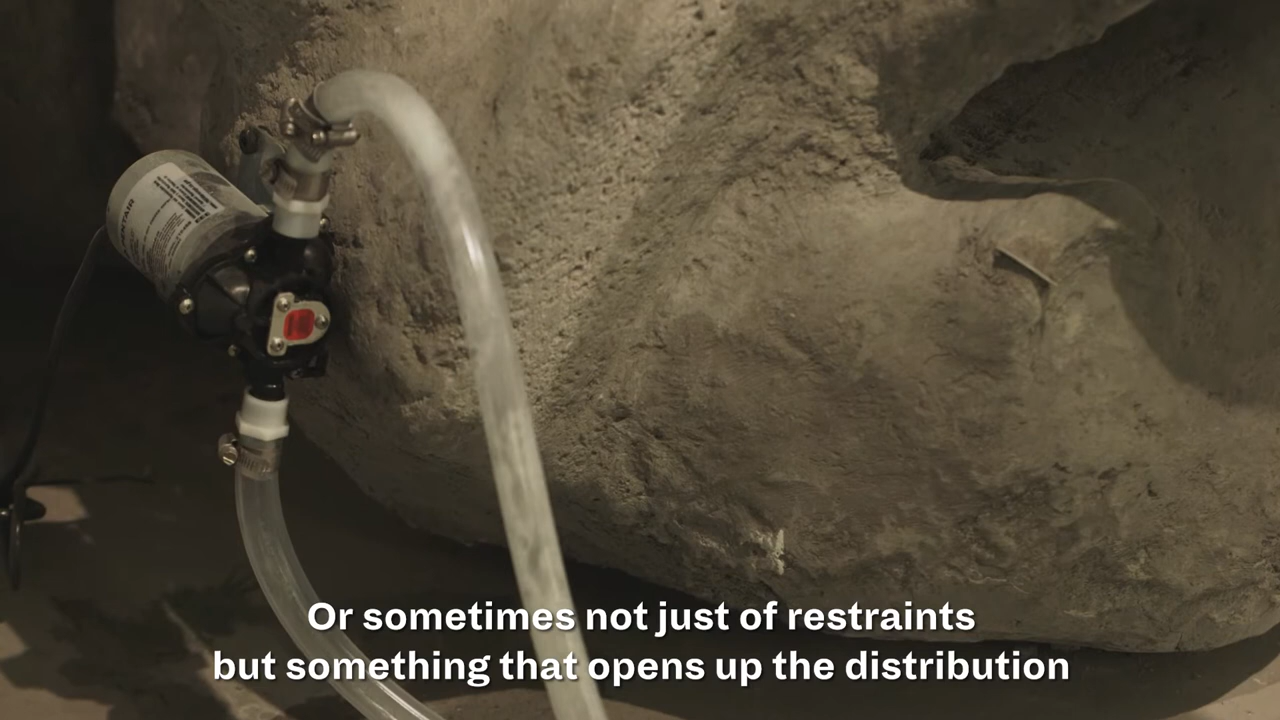 Or sometimes not just of restraints
but something that opens up the distribution